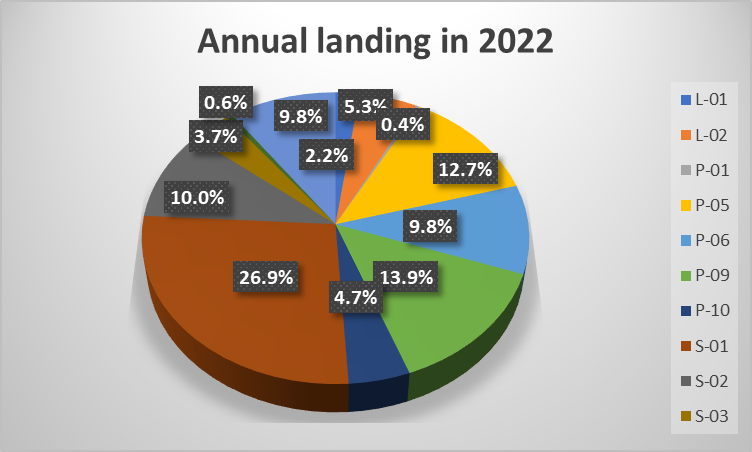 Annual landing in 2022
0.6%
9.8%
5.3%
0.4%
3.7%
2.2%
12.7%
10.0%
9.8%
26.9%
13.9%
4.7%
L-01
L-02
P-01
P-05
P-06
P-09
P-10
S-01
S-02
S-03